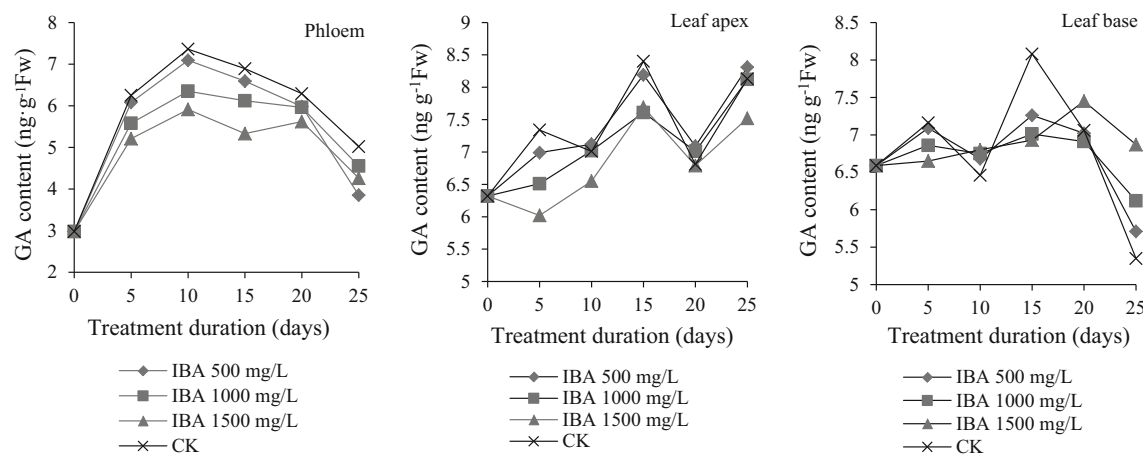 Phloem
GA content (ng·g-1Fw)
8
7
6
5
4
3
2
0 5 10 15 20 25
Treatment duration (days)
IBA 500 mg/L
IBA 1000 mg/L
IBA 1500 mg/L
CK
Leaf apex
GA content (ng g-1Fw)
9
8.5
8
7.5
7
6.5
6
5.5
5
0 5 10 15 20 25
Treatment duration (days)
IBA 500 mg/L
IBA 1000 mg/L
IBA 1500 mg/L
CK
Leaf base
GA content (ng g-1Fw)
8.5
8
7.5
7
6.5
6
5.5
5
0 5 10 15 20 25
Treatment duration (days)
IBA 500 mg/L
IBA 1000 mg/L
IBA 1500 mg/L
CK